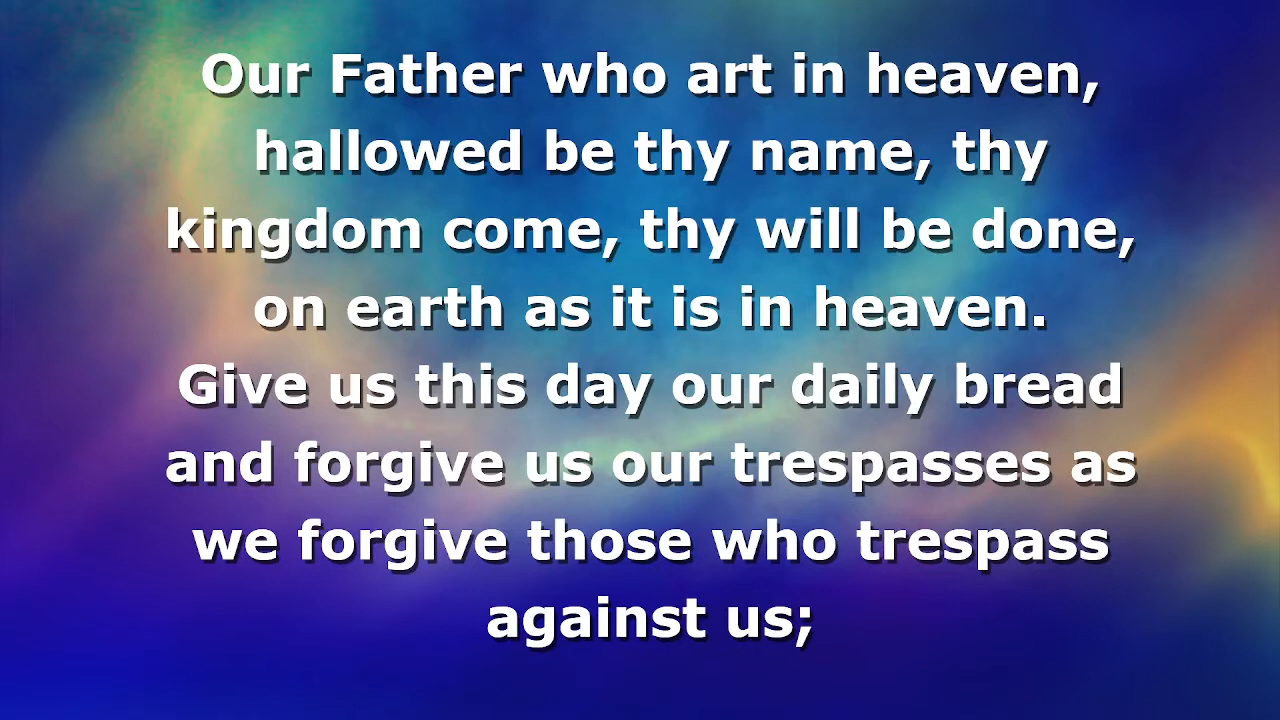 Our Father who art in heaven,
hallowed be thy name, thy
kingdom come, thy will be done,
on earth as it is in heaven.
Give us this day our daily bread
and forgive us our trespasses as
we forgive those who trespass
against us;